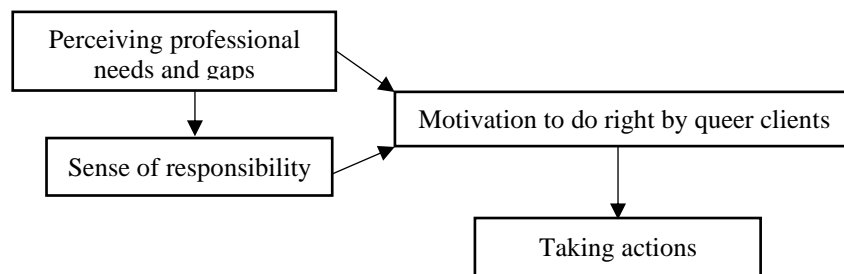 Perceiving professional
needs and gaps
Motivation to do right by queer clients
Sense of responsibility
Taking actions